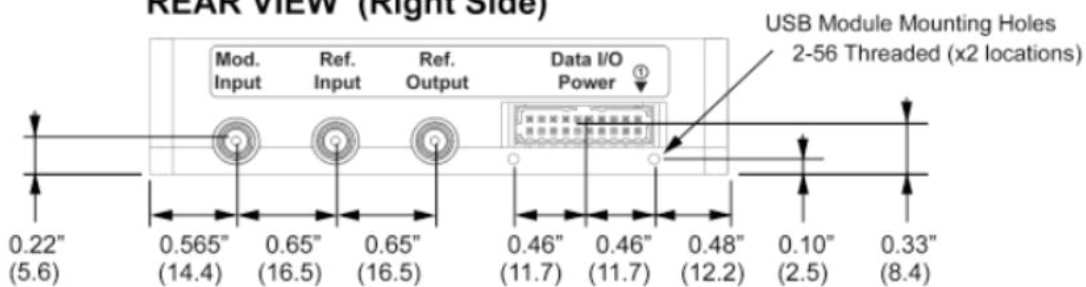 REAR VIEW (Right Side)
USB Module Mounting Holes
2-56 Threaded (x2 locations)
Mod. Input
Ref. Input
Ref. Output
Data I/O Power
1
0.22" 0.565" 0.65" 0.65" 0.46" 0.46" 0.48" 0.10" 0.33"
(5.6) (14.4) (16.5) (16.5) (11.7) (11.7) (12.2) (2.5) (8.4)